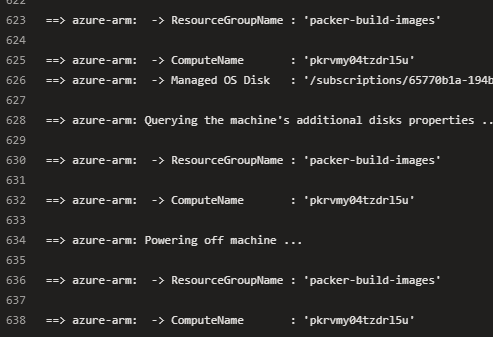 622
623 ==> azure-arm:  -> ResourceGroupName : 'packer-build-images'
624
625 ==> azure-arm:  -> ComputeName       : 'pkrvmy04tzdrl5u'
626 ==> azure-arm:  -> Managed OS Disk   : '/subscriptions/65770b1a-194b
627
628 ==> azure-arm: Querying the machine's additional disks properties ..
629
630 ==> azure-arm:  -> ResourceGroupName : 'packer-build-images'
631
632 ==> azure-arm:  -> ComputeName       : 'pkrvmy04tzdrl5u'
633
634 ==> azure-arm: Powering off machine ...
635
636 ==> azure-arm:  -> ResourceGroupName : 'packer-build-images'
637
638 ==> azure-arm:  -> ComputeName       : 'pkrvmy04tzdrl5u'